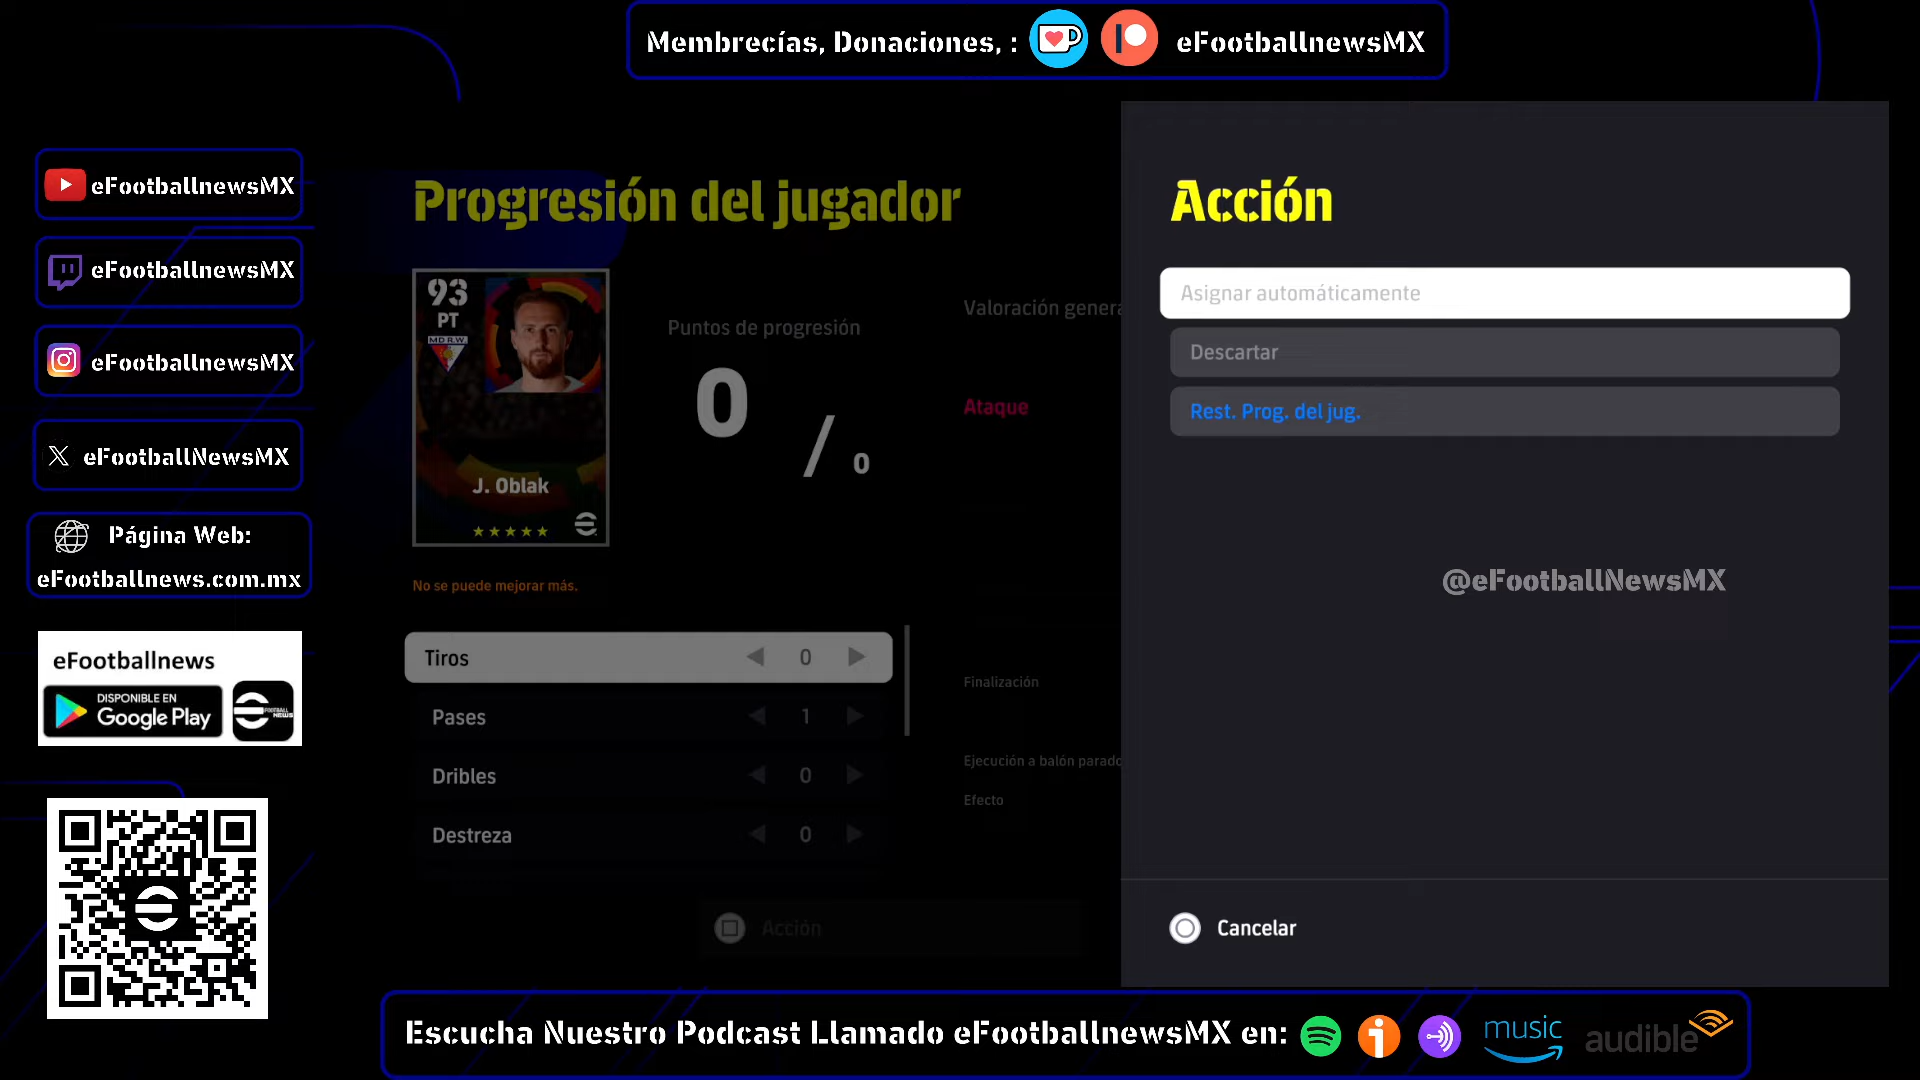 Membrecías, Donaciones, :
eFootballnewsMX
eFootballnewsMX
eFootballnewsMX
eFootballnewsMX
eFootballNewsMX
Página Web:
eFootballnews.com.mx
eFootballnews
DISPONIBLE EN
Google Play
Progresión del jugador
93
PT
MD R.W
J. Oblak
★★★★★
Puntos de progresión
0
/
0
No se puede mejorar más.
Tiros 0
Pases 1
Dribles 0
Destreza 0
Acción
Valoración genera
Ataque
Finalización
Ejecución a balón parado
Efecto
Acción
Asignar automáticamente
Descartar
Rest. Prog. del jug.
@eFootballNewsMX
Cancelar
Escucha Nuestro Podcast Llamado eFootballnewsMX en:
music
audible